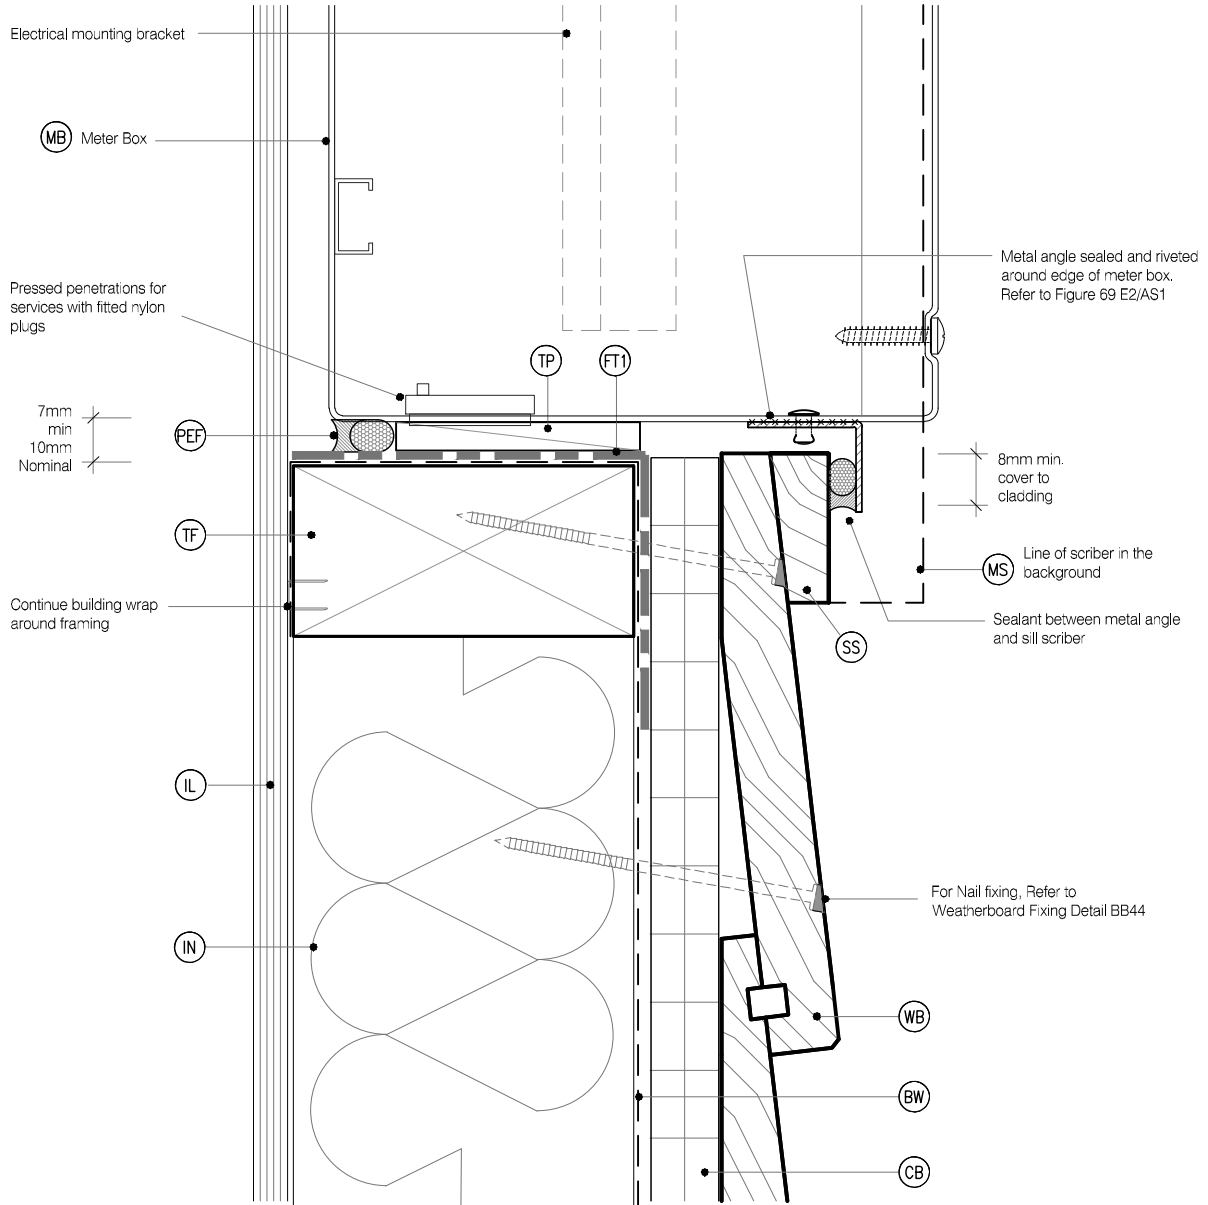 Electrical mounting bracket
MB Meter Box
Metal angle sealed and riveted
around edge of meter box.
Refer to Figure 69 E2/AS1
Pressed penetrations for
services with fitted nylon
plugs
TP
FT1
7mm
min
10mm
Nominal
PEF
8mm min.
cover to
cladding
TF
MS
Line of scriber in the
background
Continue building wrap
around framing
Sealant between metal angle
and sill scriber
SS
IL
For Nail fixing, Refer to
Weatherboard Fixing Detail BB44
IN
WB
BW
CB